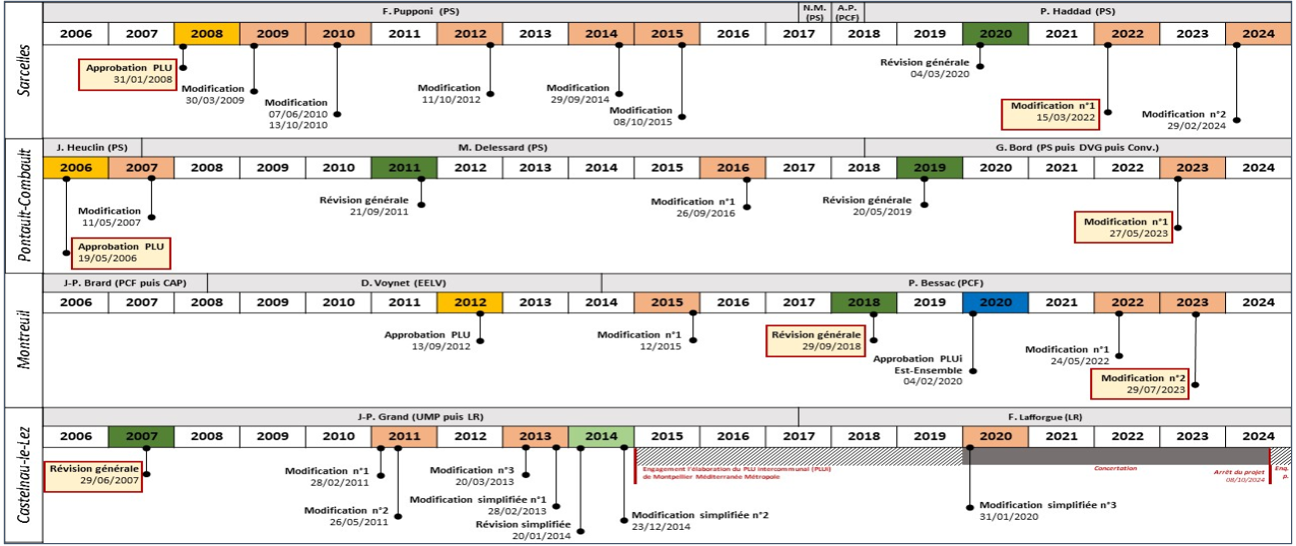 Sarcelles
F. Pupponi (PS)
N.M. (PS)
A.P. (PCF)
P. Haddad (PS)
2006 2007 2008 2009 2010 2011 2012 2013 2014 2015 2016 2017 2018 2019 2020 2021 2022 2023 2024
Approbation PLU
31/01/2008
Modification
30/03/2009
Modification
07/06/2010
13/10/2010
Modification
11/10/2012
Modification
29/09/2014
Modification
08/10/2015
Révision générale
04/03/2020
Modification n°1
15/03/2022
Modification n°2
29/02/2024
Pontault-Combault
J. Heuclin (PS)
M. Delessard (PS)
G. Bord (PS puis DVG puis Conv.)
2006 2007 2008 2009 2010 2011 2012 2013 2014 2015 2016 2017 2018 2019 2020 2021 2022 2023 2024
Modification
11/05/2007
Approbation PLU
19/05/2006
Révision générale
21/09/2011
Modification n°1
26/09/2016
Révision générale
20/05/2019
Modification n°1
27/05/2023
Montreuil
J-P. Brard (PCF puis CAP)
D. Voynet (EELV)
P. Bessac (PCF)
2006 2007 2008 2009 2010 2011 2012 2013 2014 2015 2016 2017 2018 2019 2020 2021 2022 2023 2024
Approbation PLU
13/09/2012
Modification n°1
12/2015
Révision générale
29/09/2018
Approbation PLUi
Est-Ensemble
04/02/2020
Modification n°1
24/05/2022
Modification n°2
29/07/2023
Castelnau-le-Lez
J-P. Grand (UMP puis LR)
F. Lafforgue (LR)
2006 2007 2008 2009 2010 2011 2012 2013 2014 2015 2016 2017 2018 2019 2020 2021 2022 2023 2024
Révision générale
29/06/2007
Modification n°1
28/02/2011
Modification n°2
26/05/2011
Modification n°3
20/03/2013
Modification simplifiée n°1
28/02/2013
Révision simplifiée
20/01/2014
Modification simplifiée n°2
23/12/2014
Engagement l'élaboration du PLU intercommunal (PLUi)
de Montpellier Méditerranée Métropole
Modification simplifiée n°3
31/01/2020
Concertation
Arrêt du projet
08/10/2024
Enq.
p.